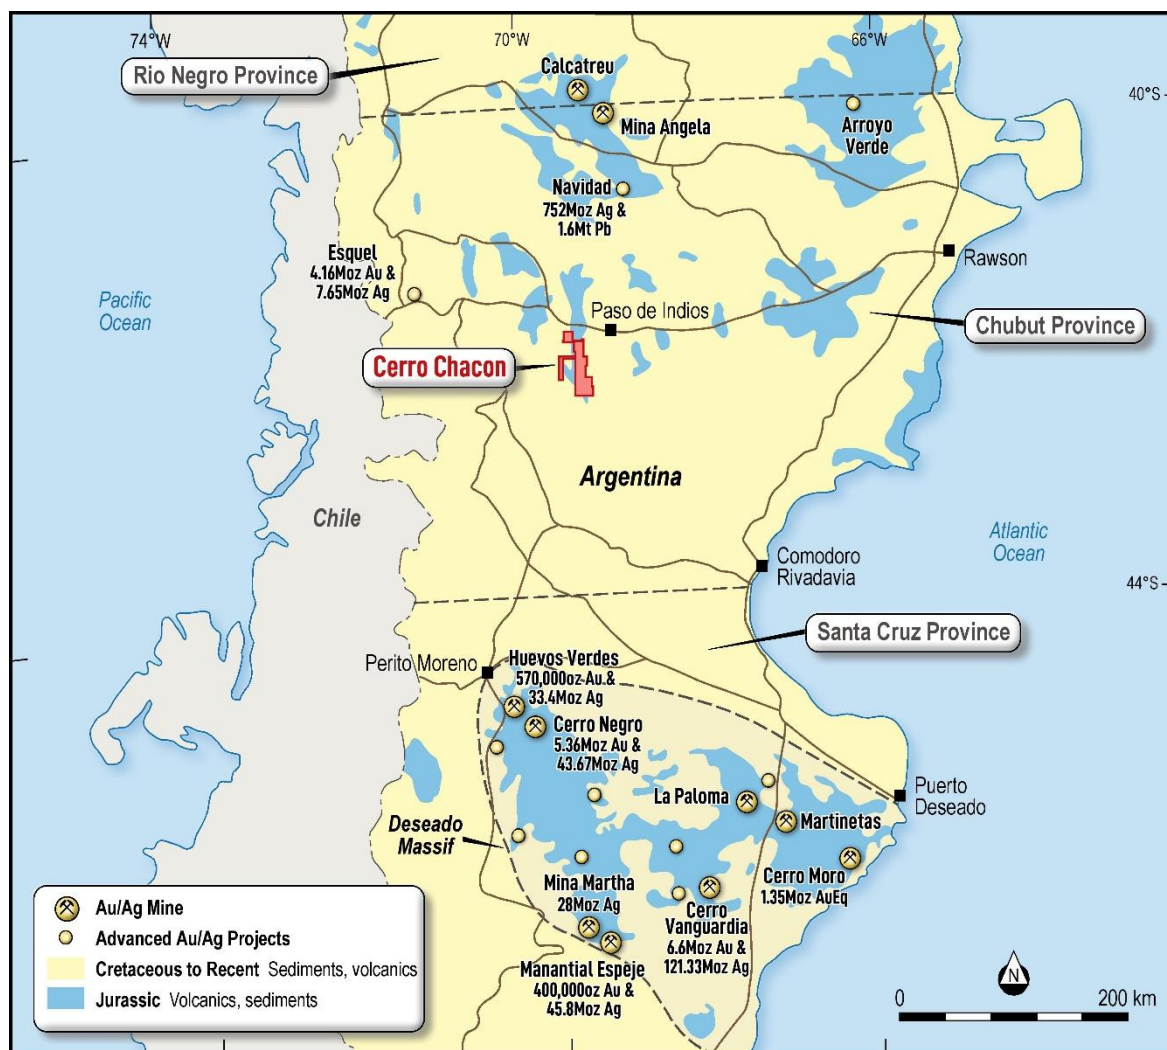 74°W
70°W
66°W
Rio Negro Province
Calcatreu
40°S
Mina Angela
Arroyo
Verde
Navidad
752Moz Ag &
1.6Mt Pb
Esquel
4.16Moz Au &
7.65Moz Ag
Rawson
Pacific
Ocean
Paso de Indios
Chubut Province
Cerro Chacon
Argentina
Chile
Atlantic
Ocean
Comodoro
Rivadavia
44°S
Santa Cruz Province
Perito Moreno
Huevos Verdes
570,000oz Au &
33.4Moz Ag
Cerro Negro
5.36Moz Au &
43.67Moz Ag
La Paloma
Puerto
Deseado
Martinetas
Deseado
Massif
Cerro Moro
1.35Moz AuEq
Mina Martha
28Moz Ag
Cerro
Vanguardia
6.6Moz Au &
121.33Moz Ag
Manantial Espeje
400,000oz Au &
45.8Moz Ag
Au/Ag Mine
Advanced Au/Ag Projects
Cretaceous to Recent Sediments, volcanics
Jurassic Volcanics, sediments
N
0 200 km